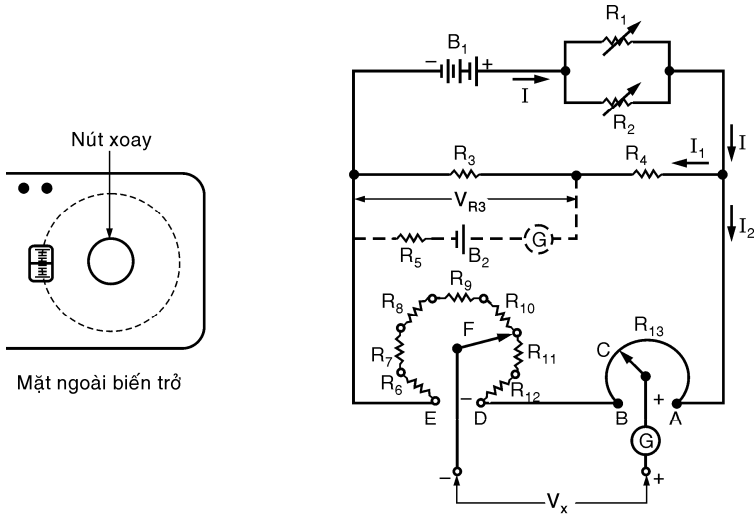 Nút xoay
Mặt ngoài biến trở
R1
B1
− +
I
R2
I
R3
R4
I1
VR3
I2
R5
B2
G
R9
R8
R10
R13
F
C
R7
R11
R6
R12
−
+
E
D
B
A
G
−
+
Vx